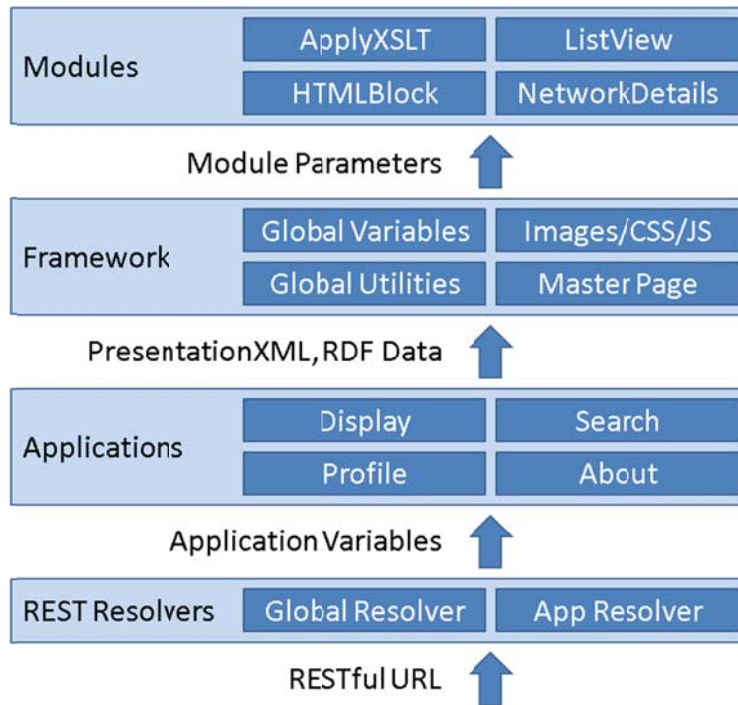 Modules
ApplyXSLT
ListView
HTMLBlock
NetworkDetails
Module Parameters
Framework
Global Variables
Images/CSS/JS
Global Utilities
Master Page
PresentationXML, RDF Data
Applications
Display
Search
Profile
About
Application Variables
REST Resolvers
Global Resolver
App Resolver
RESTful URL